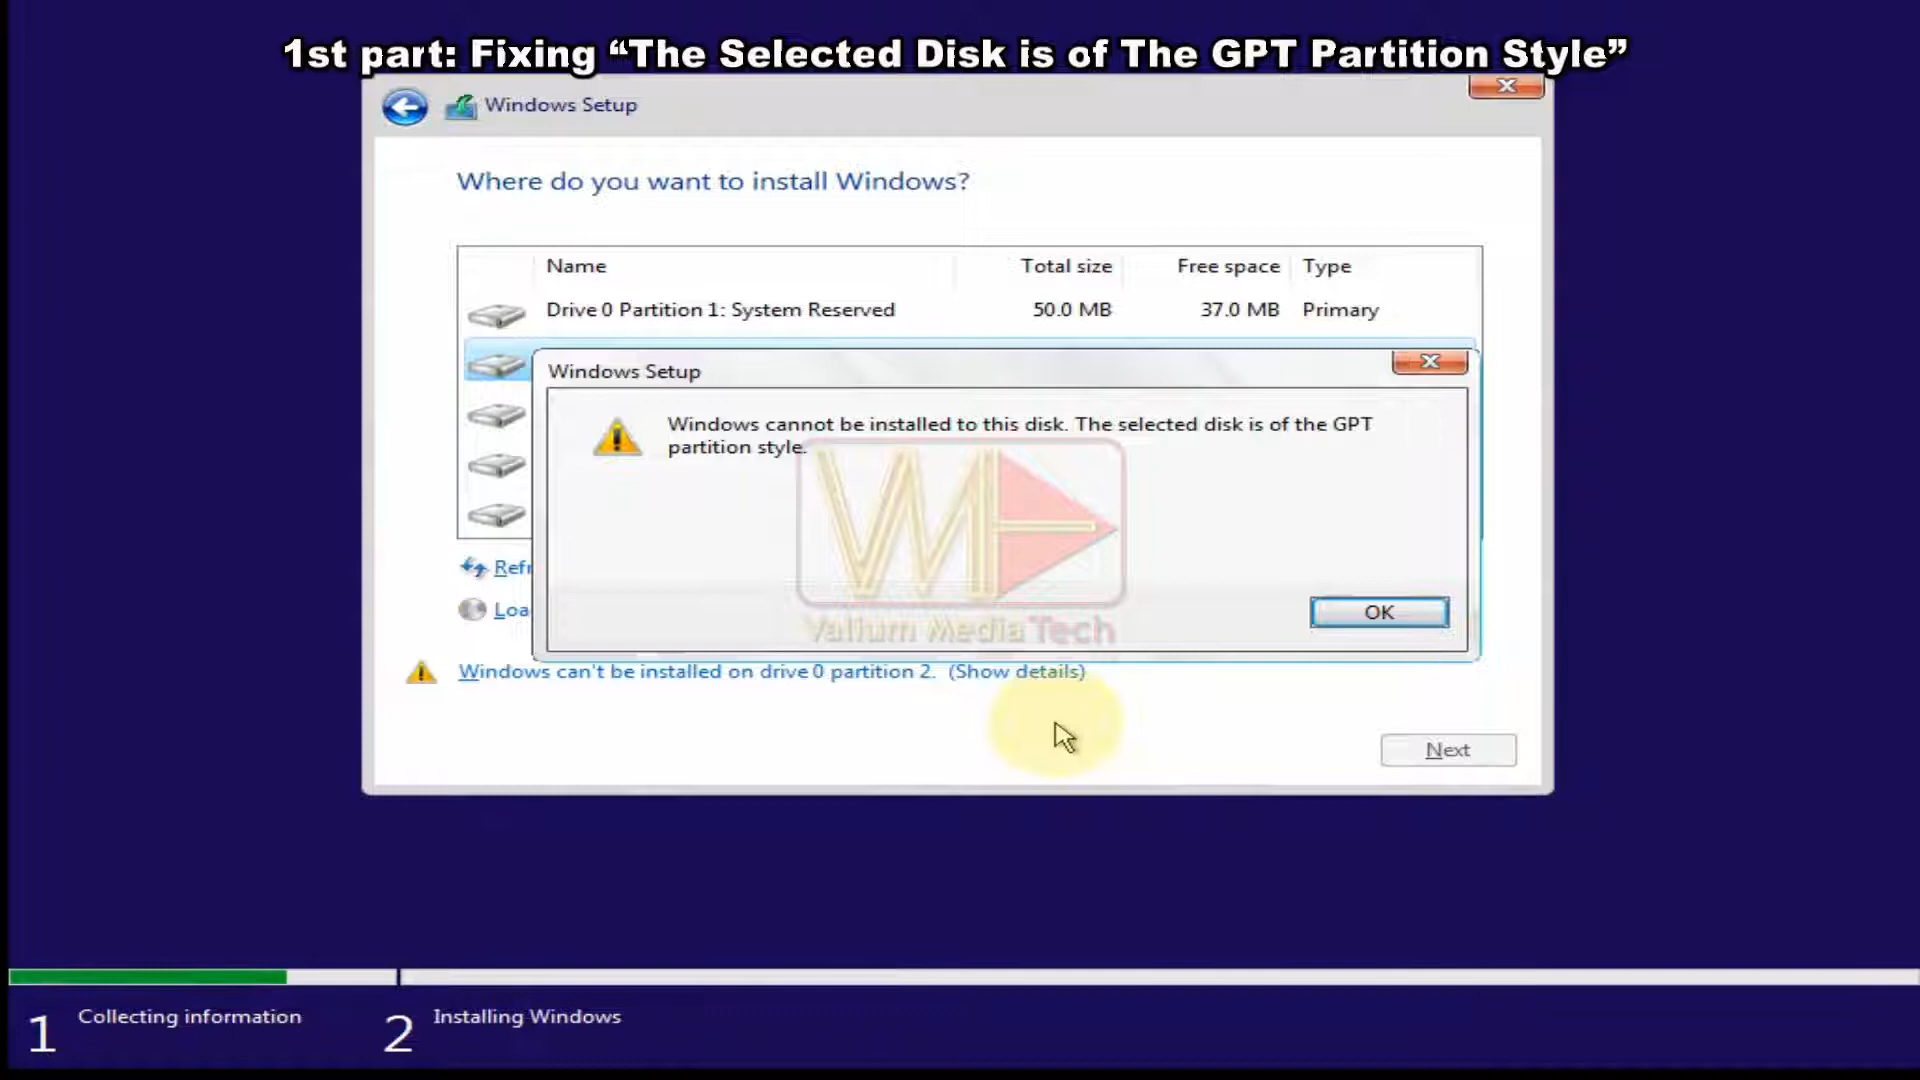 1st part: Fixing “The Selected Disk is of The GPT Partition Style”
Windows Setup
Where do you want to install Windows?
Name Total size Free space Type
Drive 0 Partition 1: System Reserved 50.0 MB 37.0 MB Primary
Windows Setup
Windows cannot be installed to this disk. The selected disk is of the GPT
partition style.
Refr
OK
Loa
Valium Media Tech
Windows can't be installed on drive 0 partition 2. (Show details)
Next
1 Collecting information 2 Installing Windows